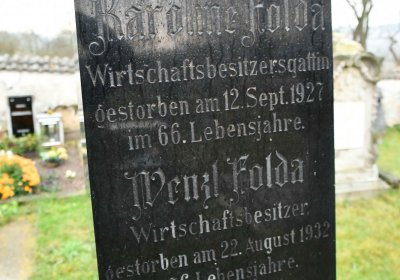 Karoline Folda
Wirtschaftsbesitzersgattin
gestorben am 12. Sept. 1927
im 66. Lebensjahre.
Wenzl Folda
Wirtschaftsbesitzer
gestorben am 22. August 1932
Lebensjahre.